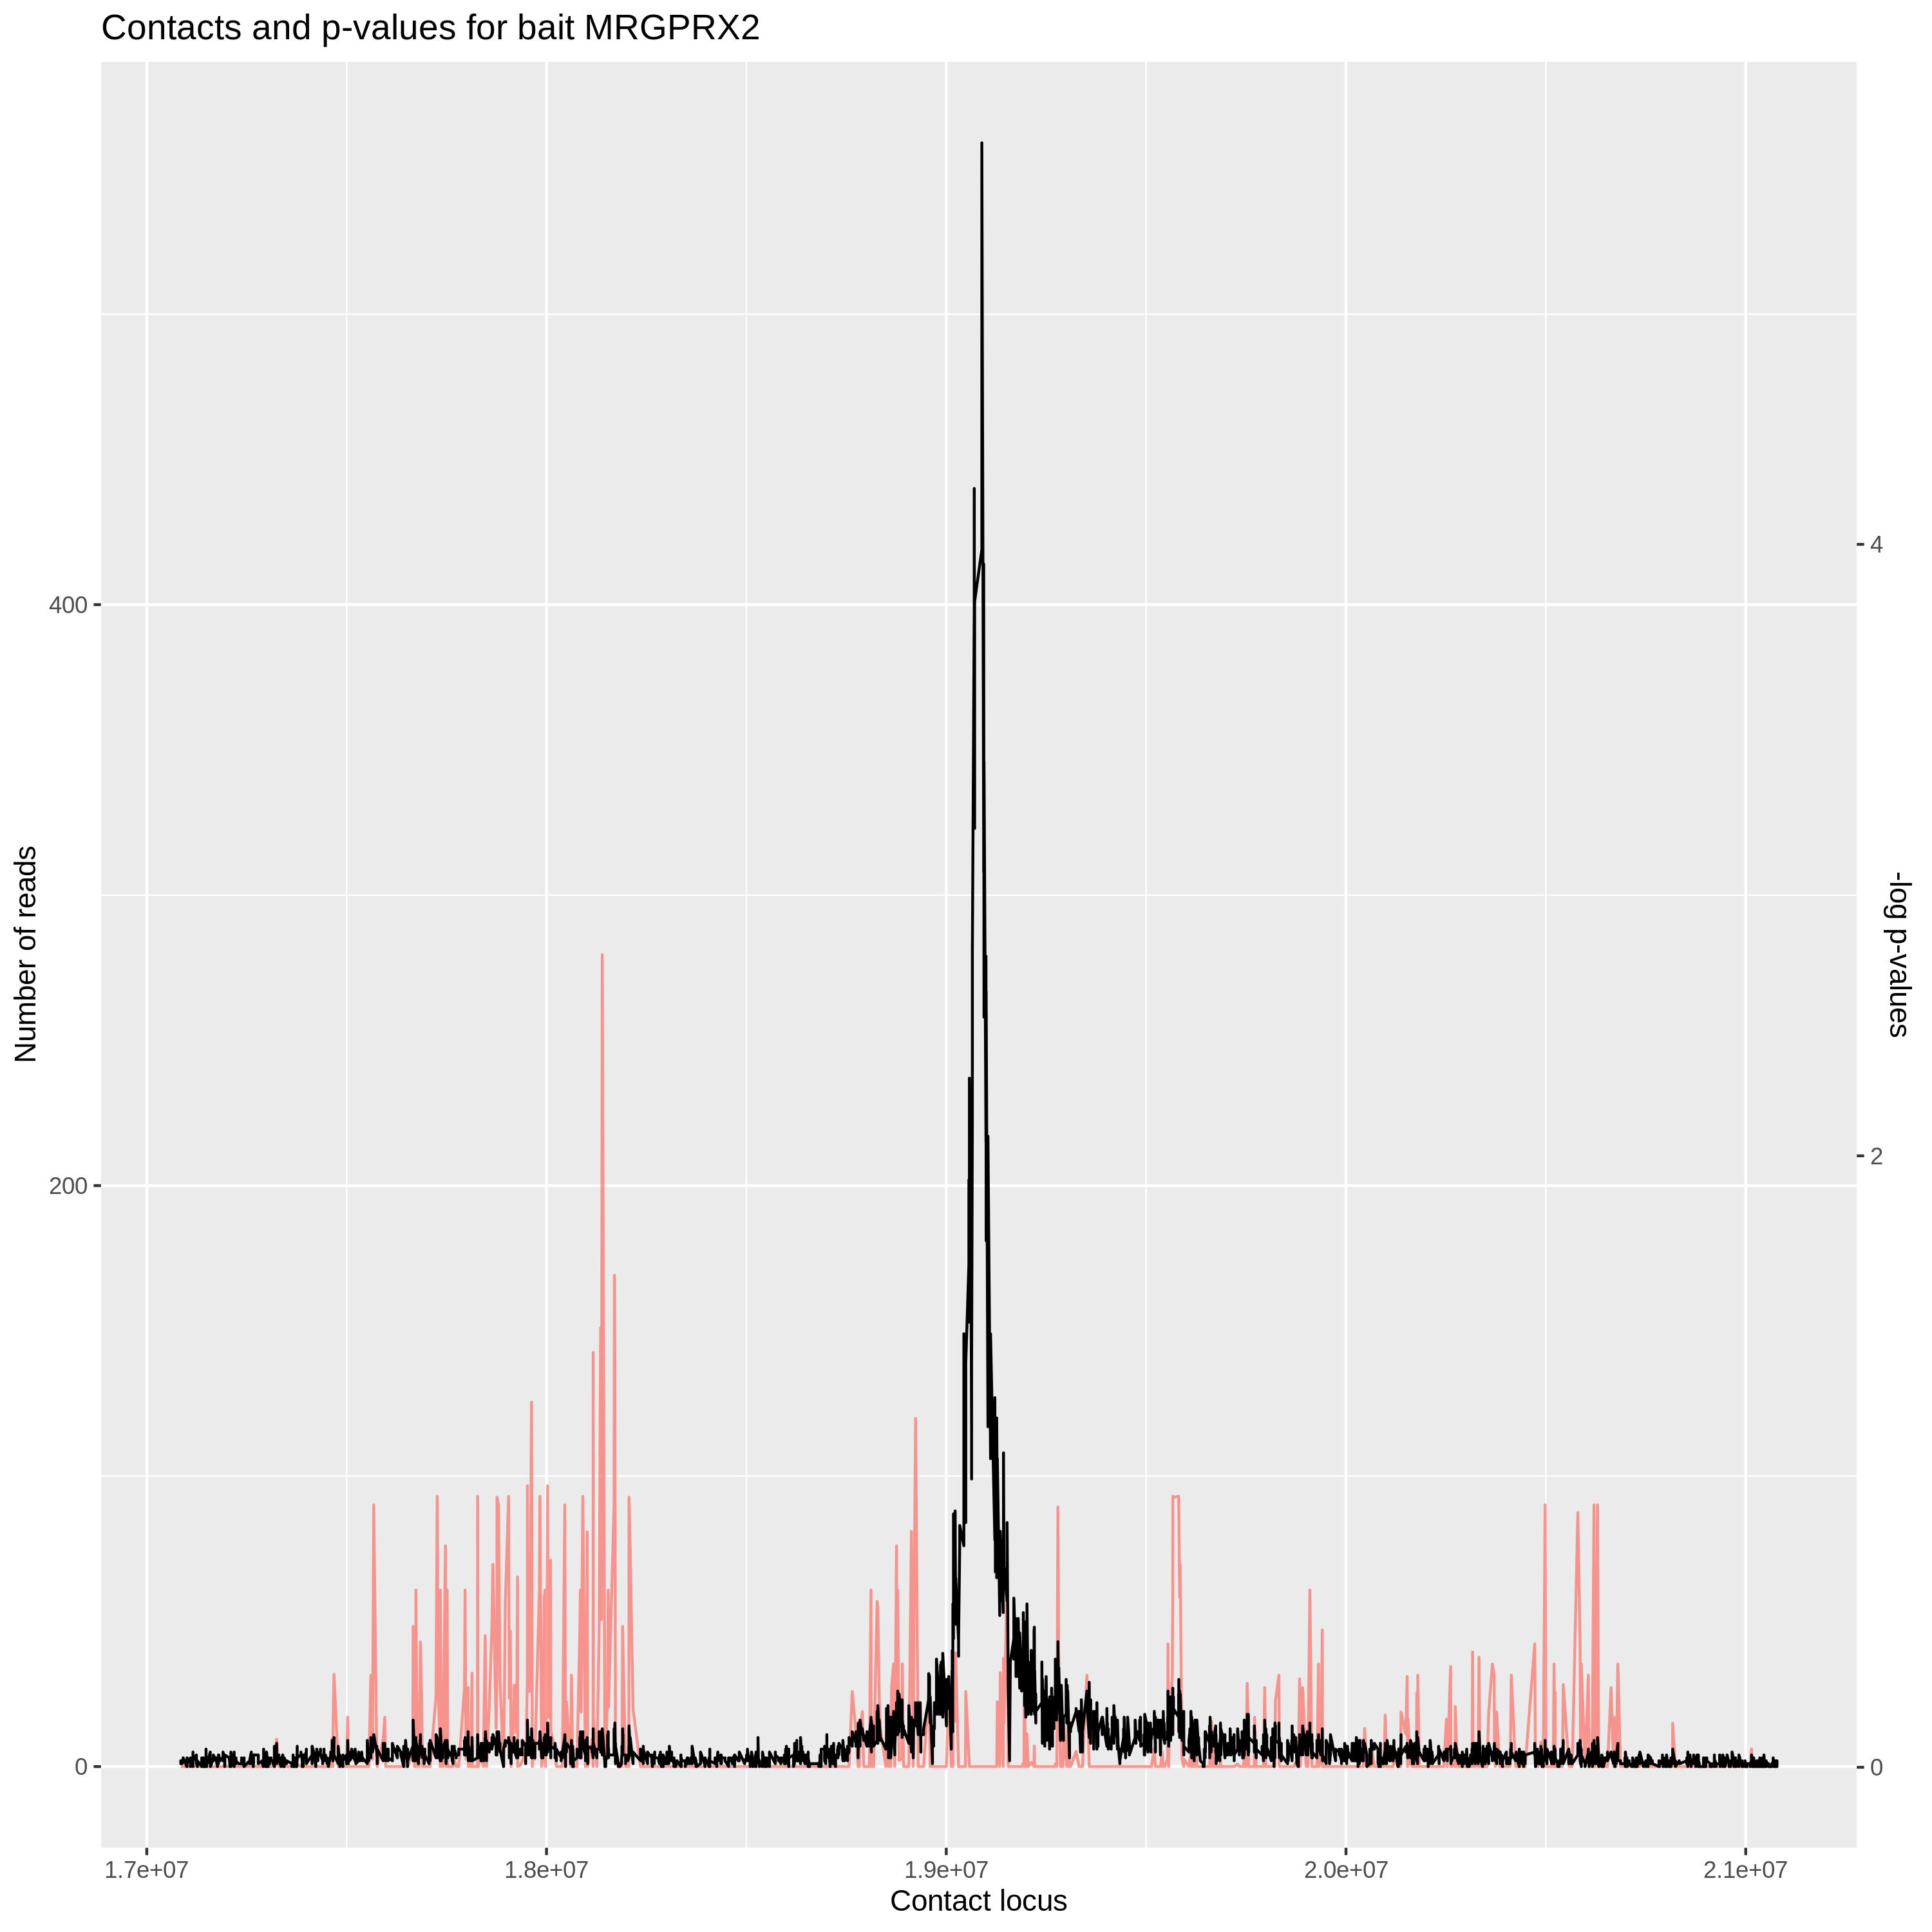 Contacts and p-values for bait MRGPRX2
Number of reads
400
200
0
4
2
0
-log p-values
1.7e+07
1.8e+07
1.9e+07
2.0e+07
2.1e+07
Contact locus